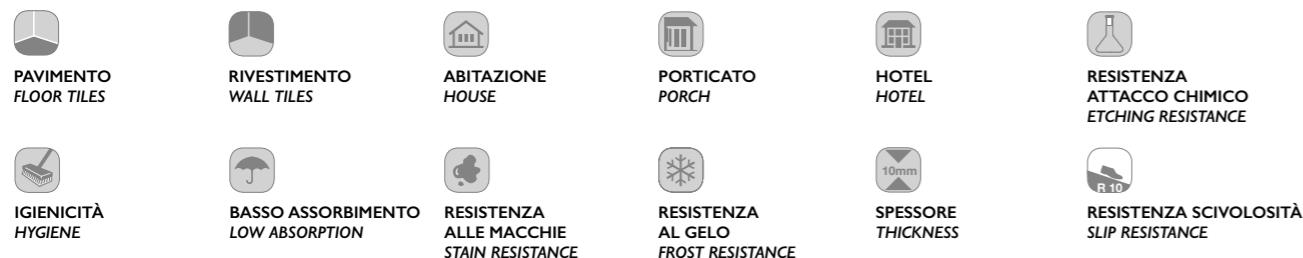 PAVIMENTO
FLOOR TILES
RIVESTIMENTO
WALL TILES
ABITAZIONE
HOUSE
PORTICATO
PORCH
HOTEL
HOTEL
RESISTENZA
ATTACCO CHIMICO
ETCHING RESISTANCE
IGIENICITÀ
HYGIENE
BASSO ASSORBIMENTO
LOW ABSORPTION
RESISTENZA
ALLE MACCHIE
STAIN RESISTANCE
RESISTENZA
AL GELO
FROST RESISTANCE
10mm
SPESSORE
THICKNESS
R 10
RESISTENZA SCIVOLOSITÀ
SLIP RESISTANCE